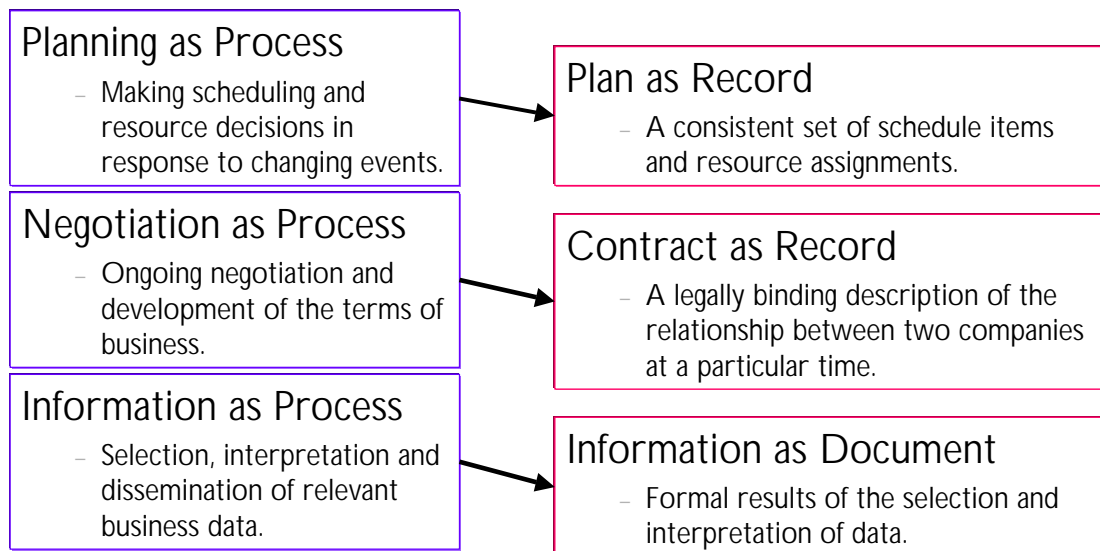 Planning as Process
– Making scheduling and
resource decisions in
response to changing events.
Plan as Record
– A consistent set of schedule items
and resource assignments.
Negotiation as Process
– Ongoing negotiation and
development of the terms of
business.
Contract as Record
– A legally binding description of the
relationship between two companies
at a particular time.
Information as Process
– Selection, interpretation and
dissemination of relevant
business data.
Information as Document
– Formal results of the selection and
interpretation of data.